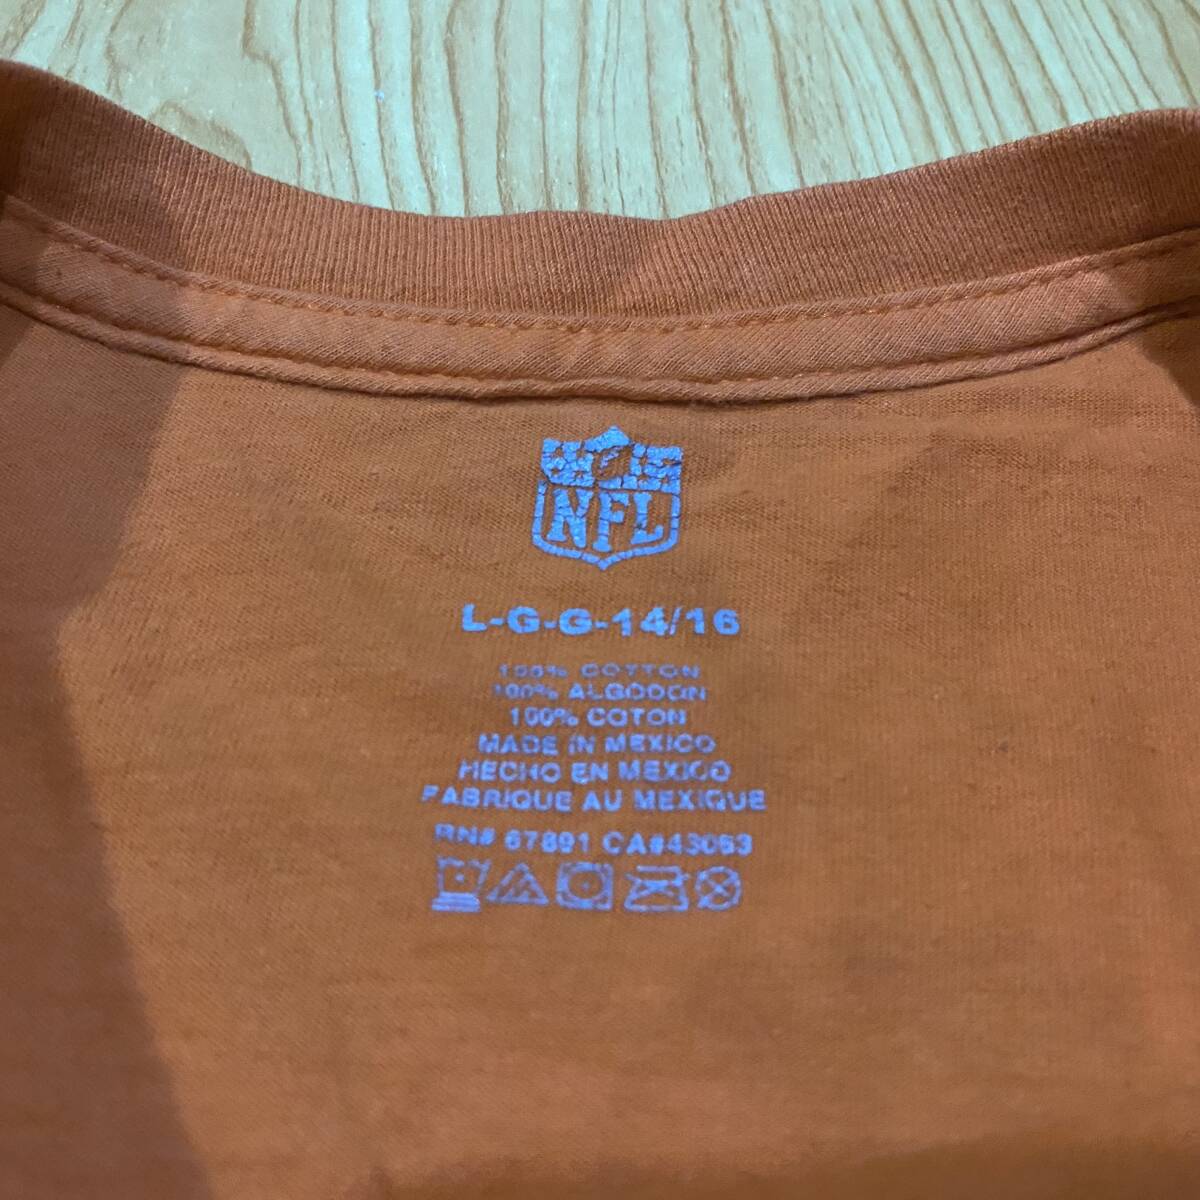 NFL
L-G-G-14/16
100% COTTON
100% ALGODON
100% COTON
MADE IN MEXICO
HECHO EN MEXICO
FABRIQUE AU MEXIQUE
RN# 67891 CA#43053